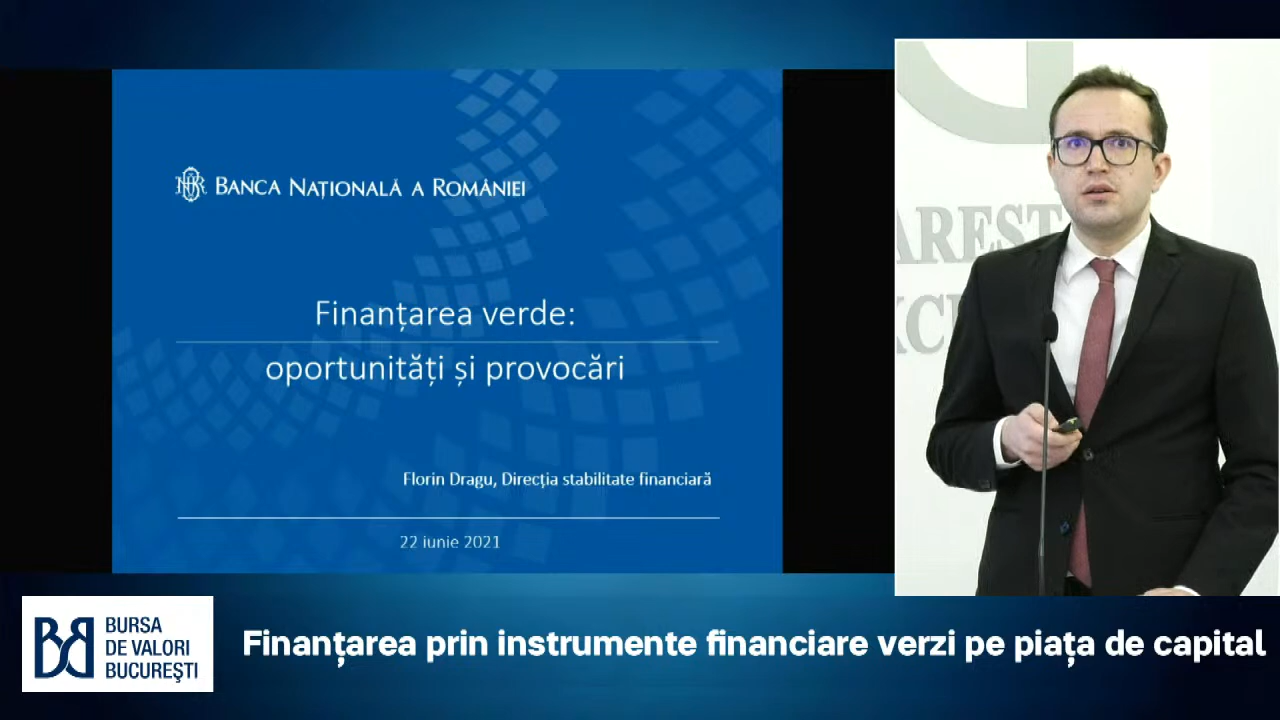 BANCA NAȚIONALĂ A ROMÂNIEI
Finanțarea verde:
oportunități și provocări
Florin Dragu, Direcția stabilitate financiară
22 iunie 2021
BURSA
DE VALORI
BUCUREŞTI
Finanțarea prin instrumente financiare verzi pe piața de capital